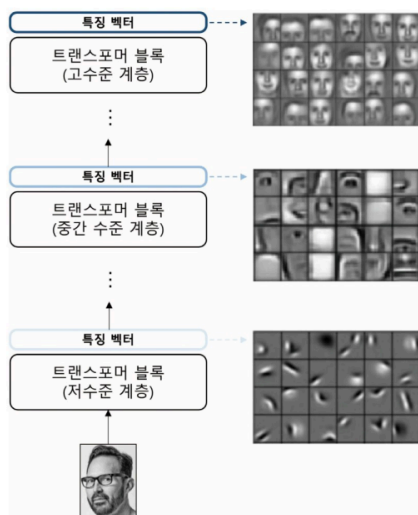 특징 벡터
트랜스포머 블록
(고수준 계층)
특징 벡터
트랜스포머 블록
(중간 수준 계층)
특징 벡터
트랜스포머 블록
(저수준 계층)